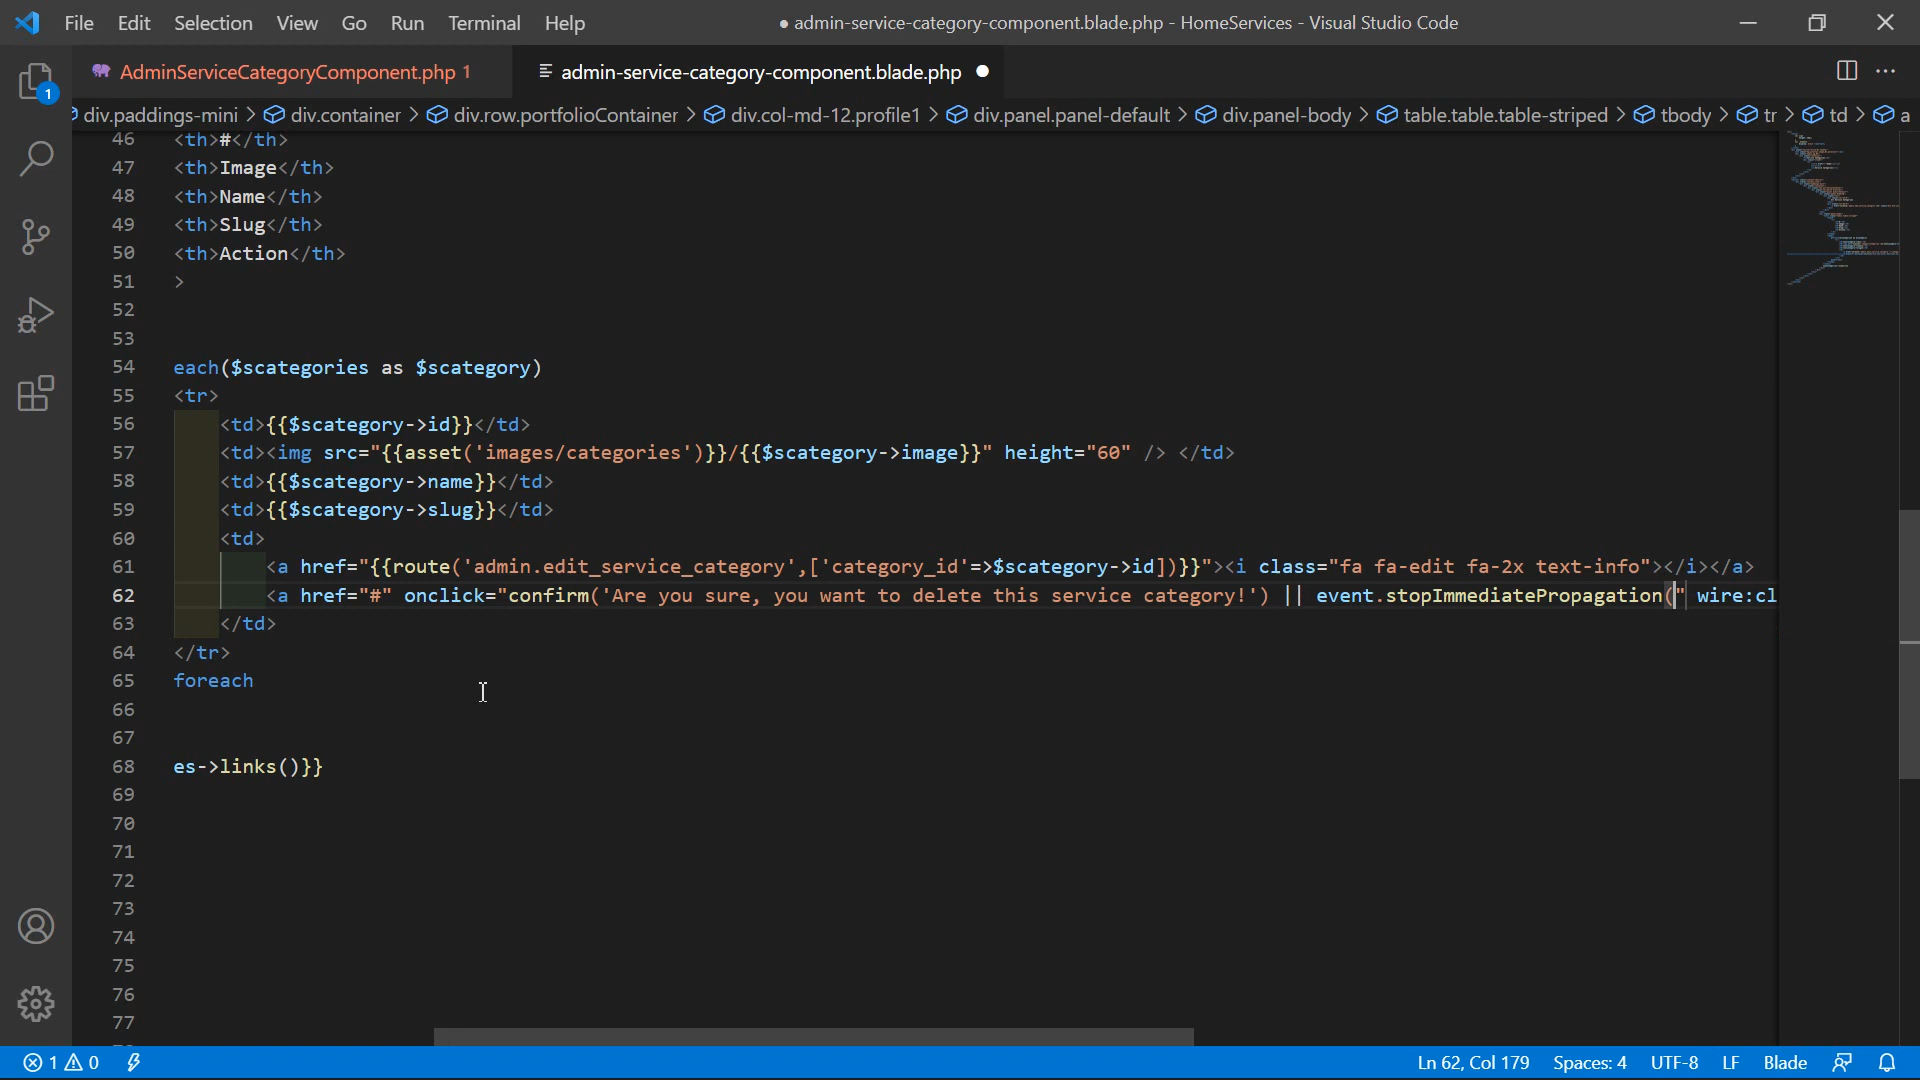 File Edit Selection View Go Run Terminal Help ● admin-service-category-component.blade.php - HomeServices - Visual Studio Code
AdminServiceCategoryComponent.php 1 admin-service-category-component.blade.php
div.paddings-mini > div.container > div.row.portfolioContainer > div.col-md-12.profile1 > div.panel.panel-default > div.panel-body > table.table.table-striped > tbody > tr > td > a
1
46 <th>#</th>
47 <th>Image</th>
48 <th>Name</th>
49 <th>Slug</th>
50 <th>Action</th>
51 >
52
53
54 each($scategories as $scategory)
55 <tr>
56 <td>{{$scategory->id}}</td>
57 <td><img src="{{asset('images/categories')}}/{{$scategory->image}}" height="60" /> </td>
58 <td>{{$scategory->name}}</td>
59 <td>{{$scategory->slug}}</td>
60 <td>
61 <a href="{{route('admin.edit_service_category',['category_id'=>$scategory->id])}}"><i class="fa fa-edit fa-2x text-info"></i></a>
62 <a href="#" onclick="confirm('Are you sure, you want to delete this service category!') || event.stopImmediatePropagation(" wire:cl
63 </td>
64 </tr>
65 foreach
66
67
68 es->links()}}
69
70
71
72
73
74
75
76
77
1 0 Ln 62, Col 179 Spaces: 4 UTF-8 LF Blade